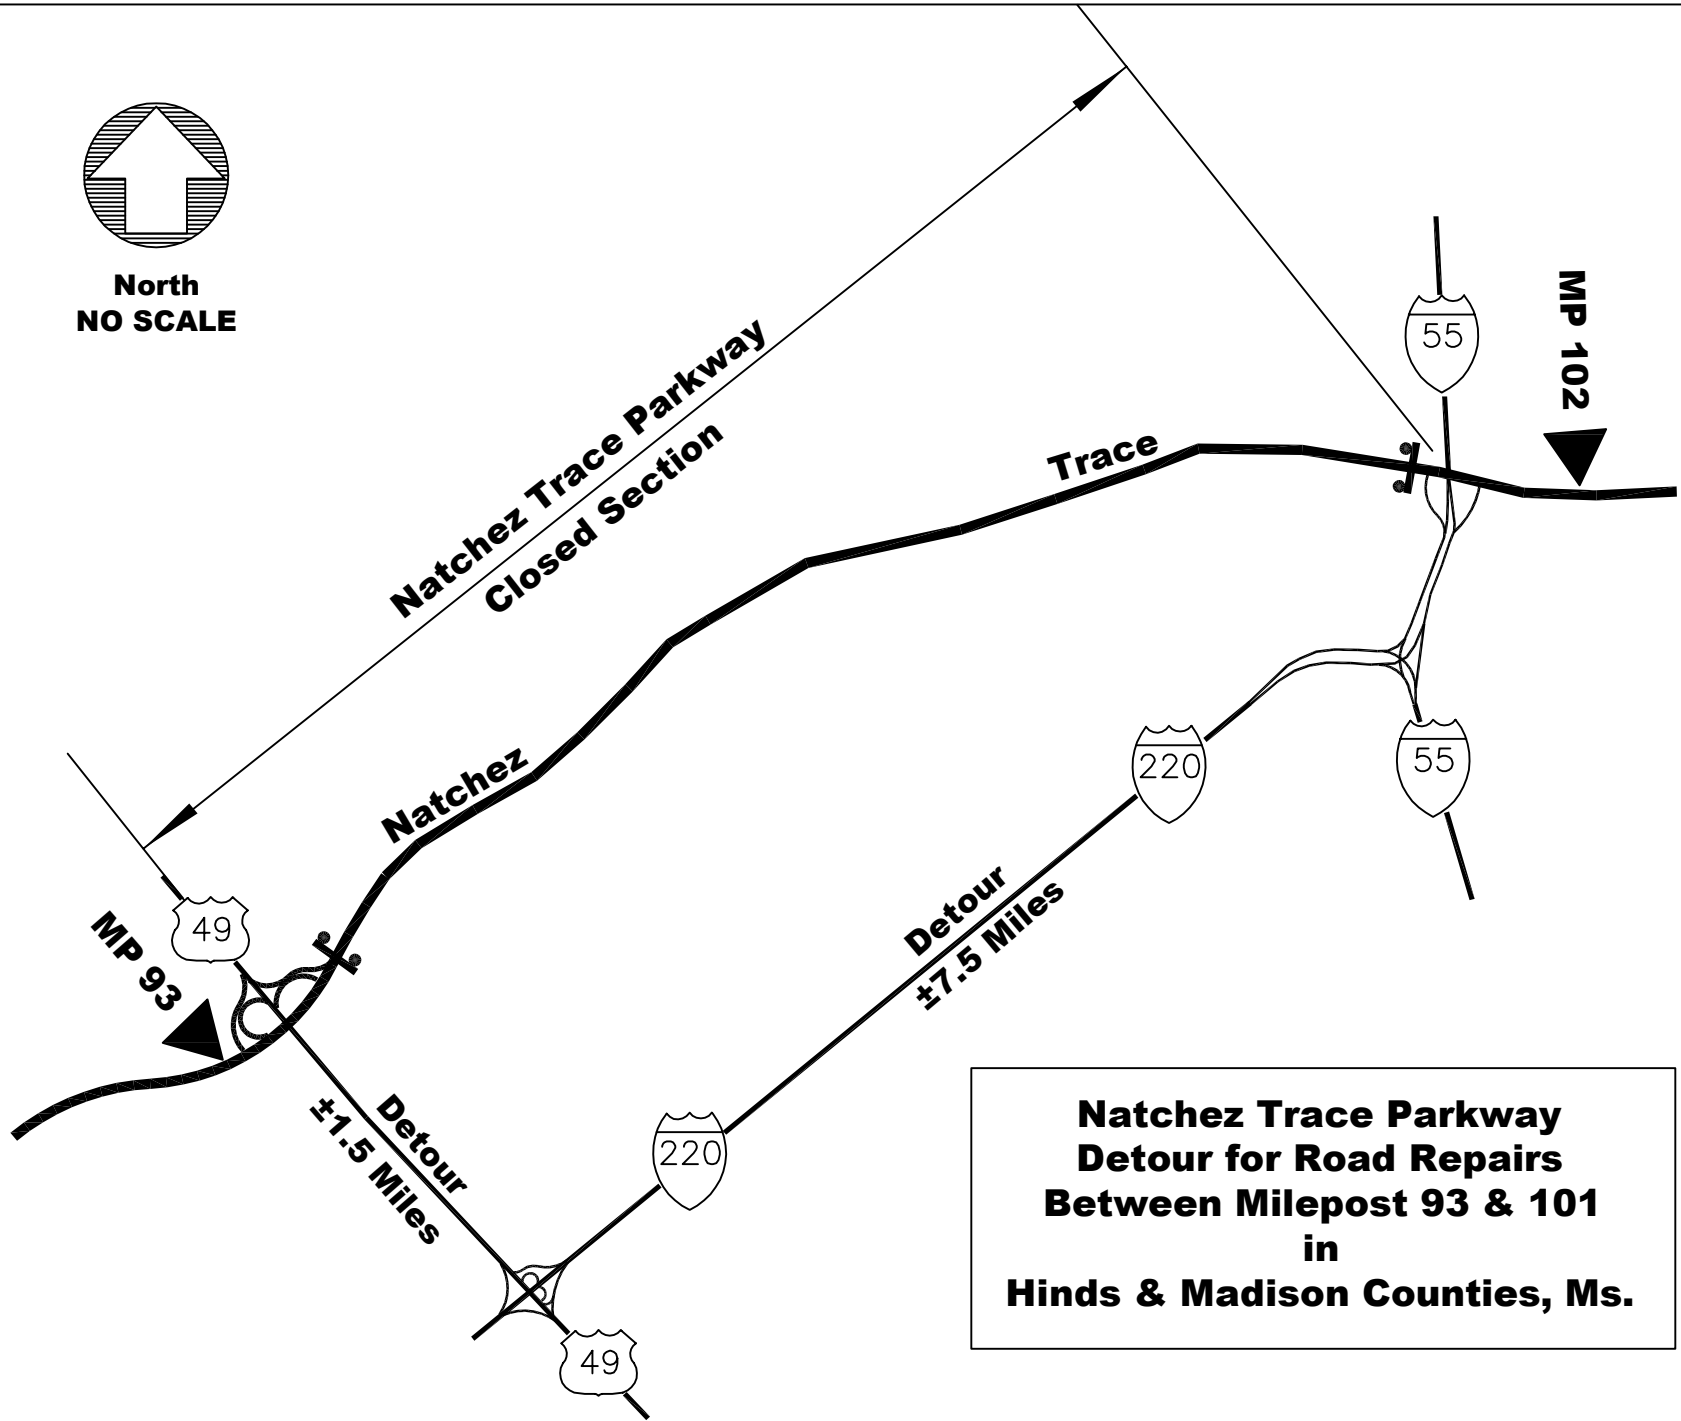 North
NO SCALE
Natchez Trace Parkway
Closed Section
55
MP 102
Trace
Natchez
49
MP 93
220
55
Detour
±7.5 Miles
Detour
±1.5 Miles
220
49
Natchez Trace Parkway
Detour for Road Repairs
Between Milepost 93 & 101
in
Hinds & Madison Counties, Ms.